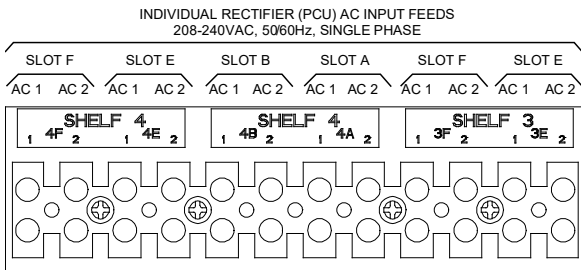 INDIVIDUAL RECTIFIER (PCU) AC INPUT FEEDS
208-240VAC, 50/60Hz, SINGLE PHASE
SLOT F SLOT E SLOT B SLOT A SLOT F SLOT E
AC 1 AC 2 AC 1 AC 2 AC 1 AC 2 AC 1 AC 2 AC 1 AC 2 AC 1 AC 2
SHELF 4 SHELF 4 SHELF 3
1 4F 2 1 4E 2 1 4B 2 1 4A 2 1 3F 2 1 3E 2